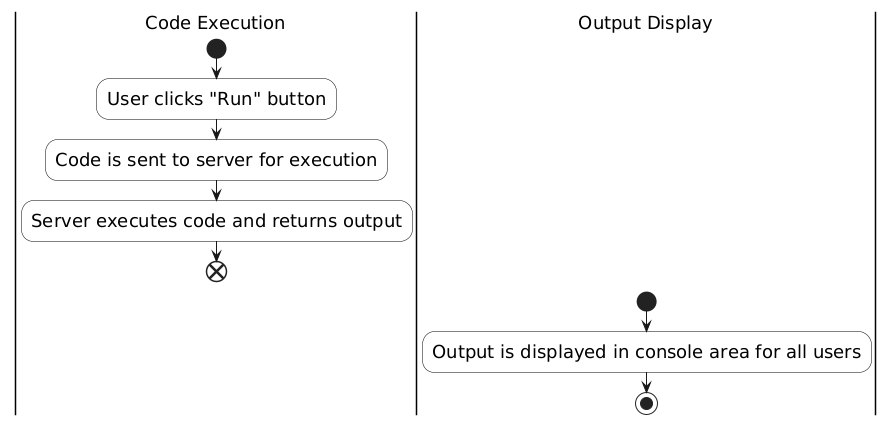 Code Execution
Output Display
User clicks "Run" button
Code is sent to server for execution
Server executes code and returns output
Output is displayed in console area for all users